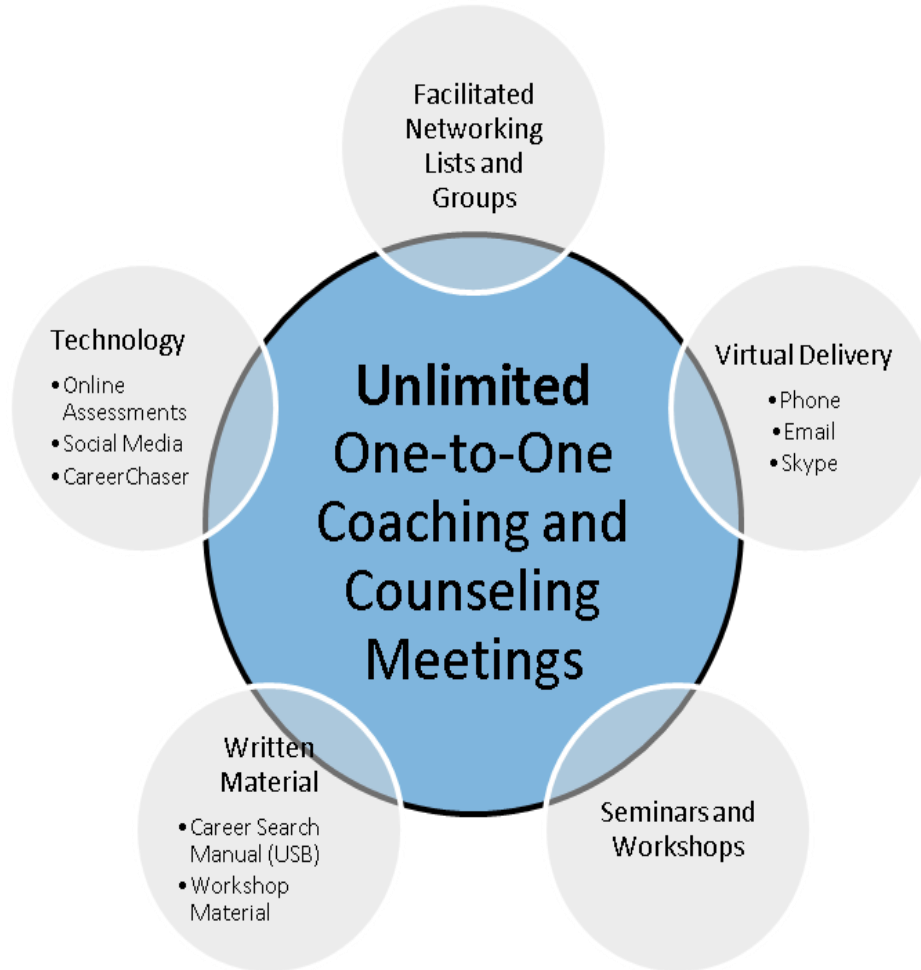 Facilitated
Networking
Lists and
Groups
Technology
• Online
Assessments
• Social Media
• CareerChaser
Virtual Delivery
• Phone
• Email
• Skype
Unlimited
One-to-One
Coaching and
Counseling
Meetings
Written
Material
• Career Search
Manual (USB)
• Workshop
Material
Seminars and
Workshops